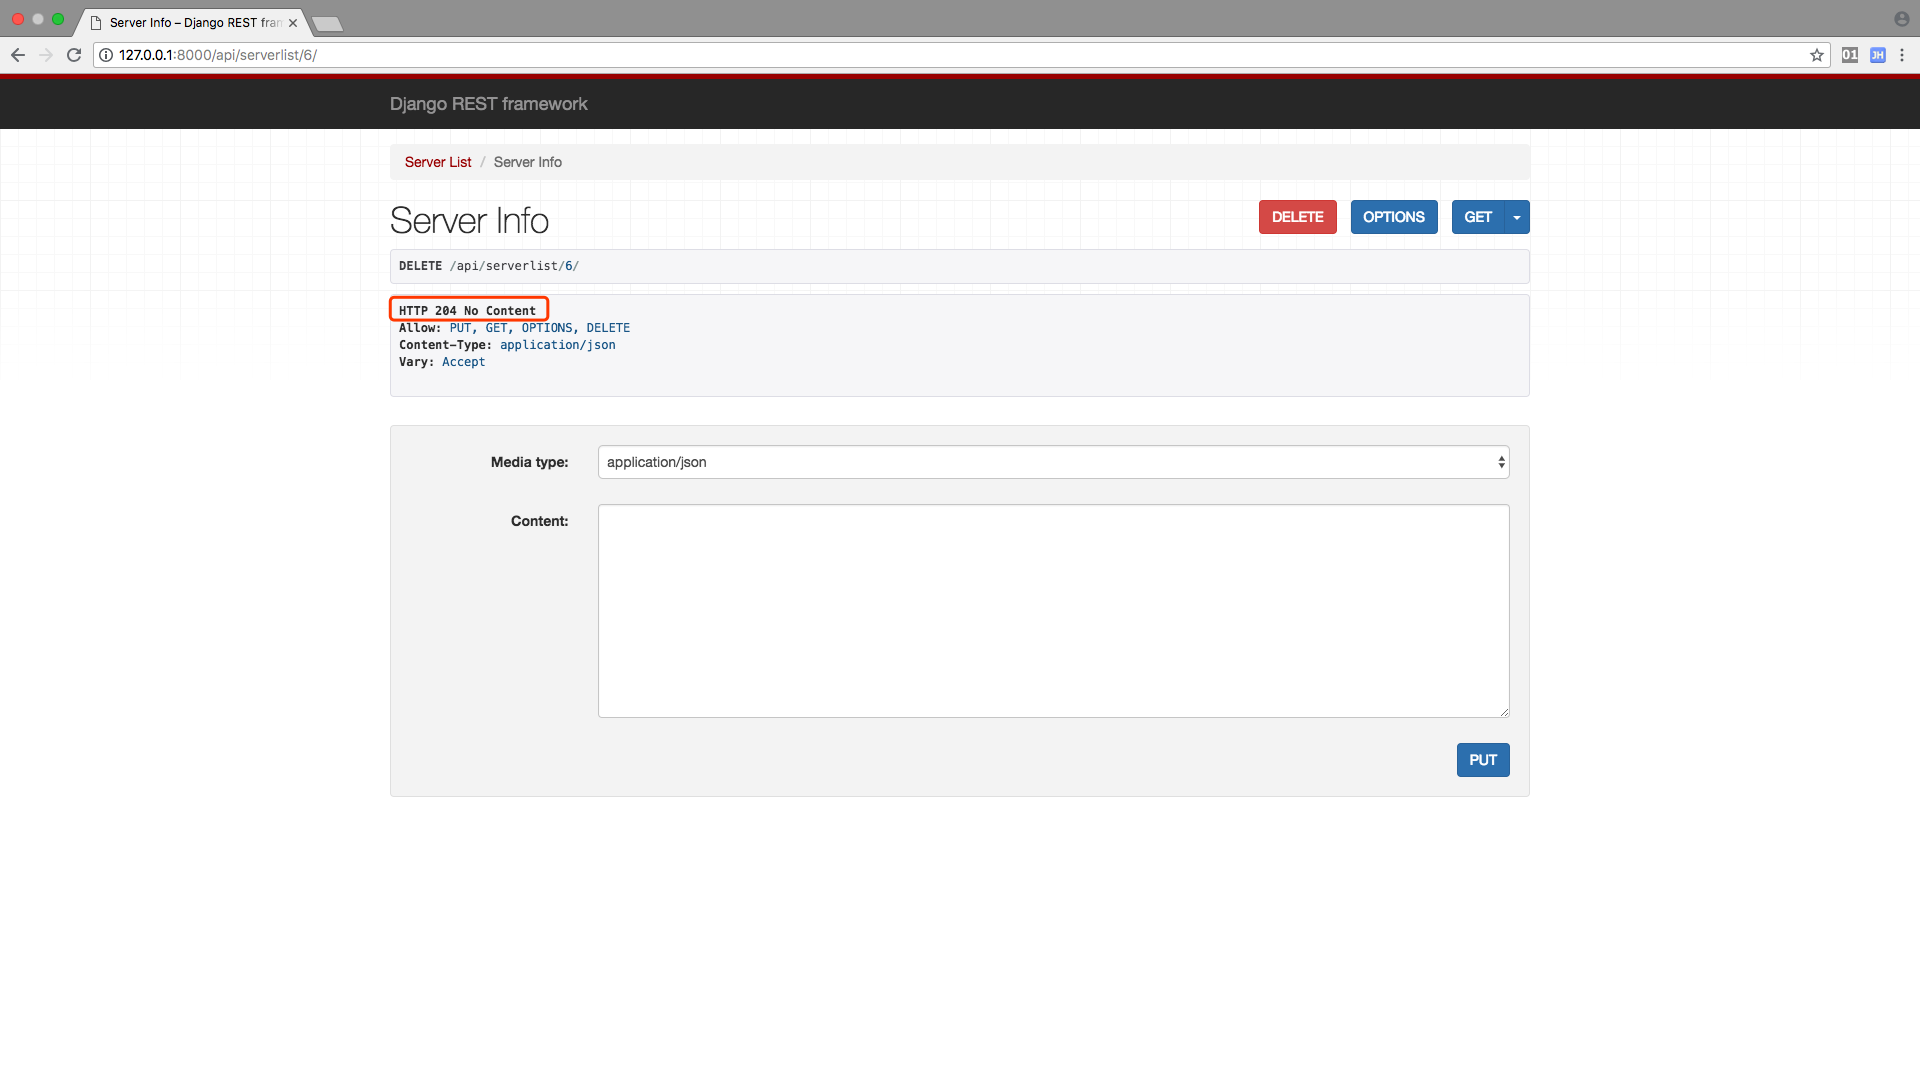 Server Info – Django REST fran
127.0.0.1:8000/api/serverlist/6/
01
JH
Django REST framework
Server List / Server Info
Server Info
DELETE
OPTIONS
GET
DELETE /api/serverlist/6/
HTTP 204 No Content
Allow: PUT, GET, OPTIONS, DELETE
Content-Type: application/json
Vary: Accept
Media type:
application/json
Content:
PUT